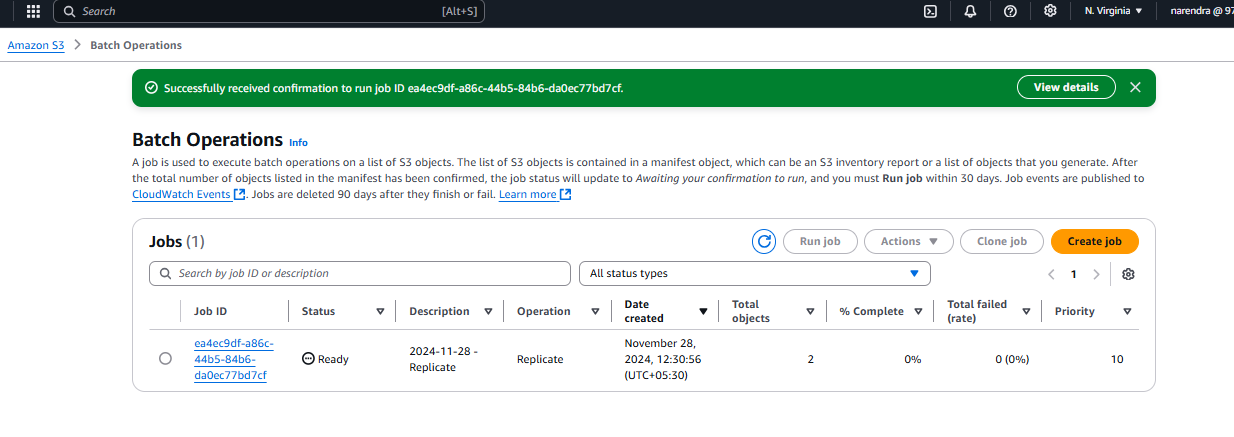 Search [Alt+S] N. Virginia narendra @ 97
Amazon S3 > Batch Operations
Successfully received confirmation to run job ID ea4ec9df-a86c-44b5-84b6-da0ec77bd7cf. View details
Batch Operations Info
A job is used to execute batch operations on a list of S3 objects. The list of S3 objects is contained in a manifest object, which can be an S3 inventory report or a list of objects that you generate. After
the total number of objects listed in the manifest has been confirmed, the job status will update to Awaiting your confirmation to run, and you must Run job within 30 days. Job events are published to
CloudWatch Events. Jobs are deleted 90 days after they finish or fail. Learn more
Jobs (1) Run job Actions Clone job Create job
Search by job ID or description All status types 1
Job ID Status Description Operation Date created Total objects % Complete Total failed (rate) Priority
ea4ec9df-a86c- 2024-11-28 - November 28,
44b5-84b6- Ready Replicate Replicate 2024, 12:30:56 2 0% 0 (0%) 10
da0ec77bd7cf (UTC+05:30)